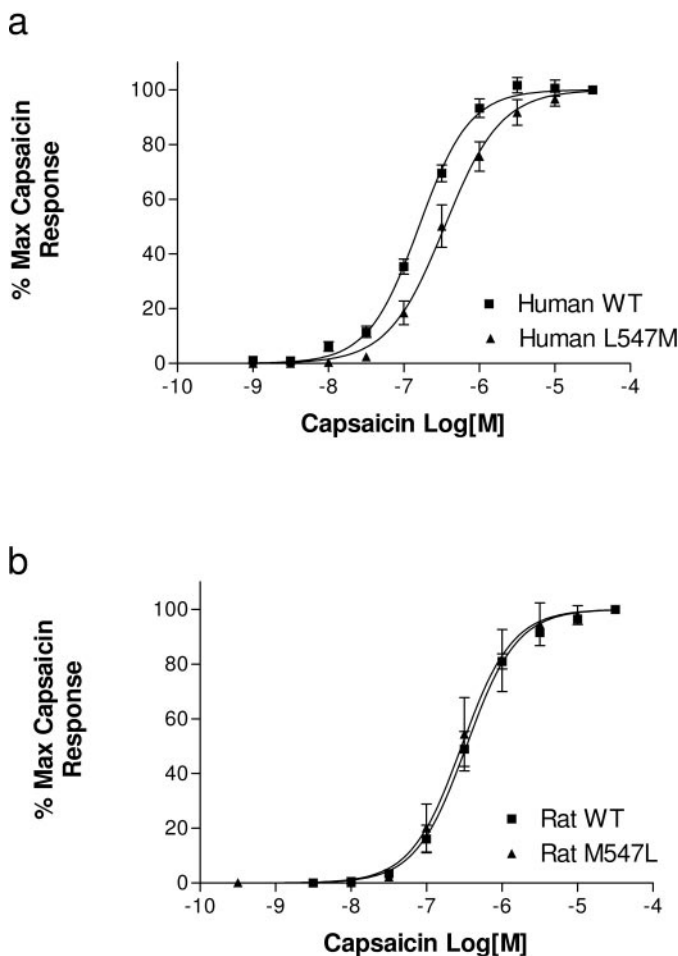 a
% Max Capsaicin
Response
100
80
60
40
20
0
-10 -9 -8 -7 -6 -5 -4
Capsaicin Log[M]
Human WT
Human L547M
b
% Max Capsaicin
Response
100
80
60
40
20
0
-10 -9 -8 -7 -6 -5 -4
Capsaicin Log[M]
Rat WT
Rat M547L